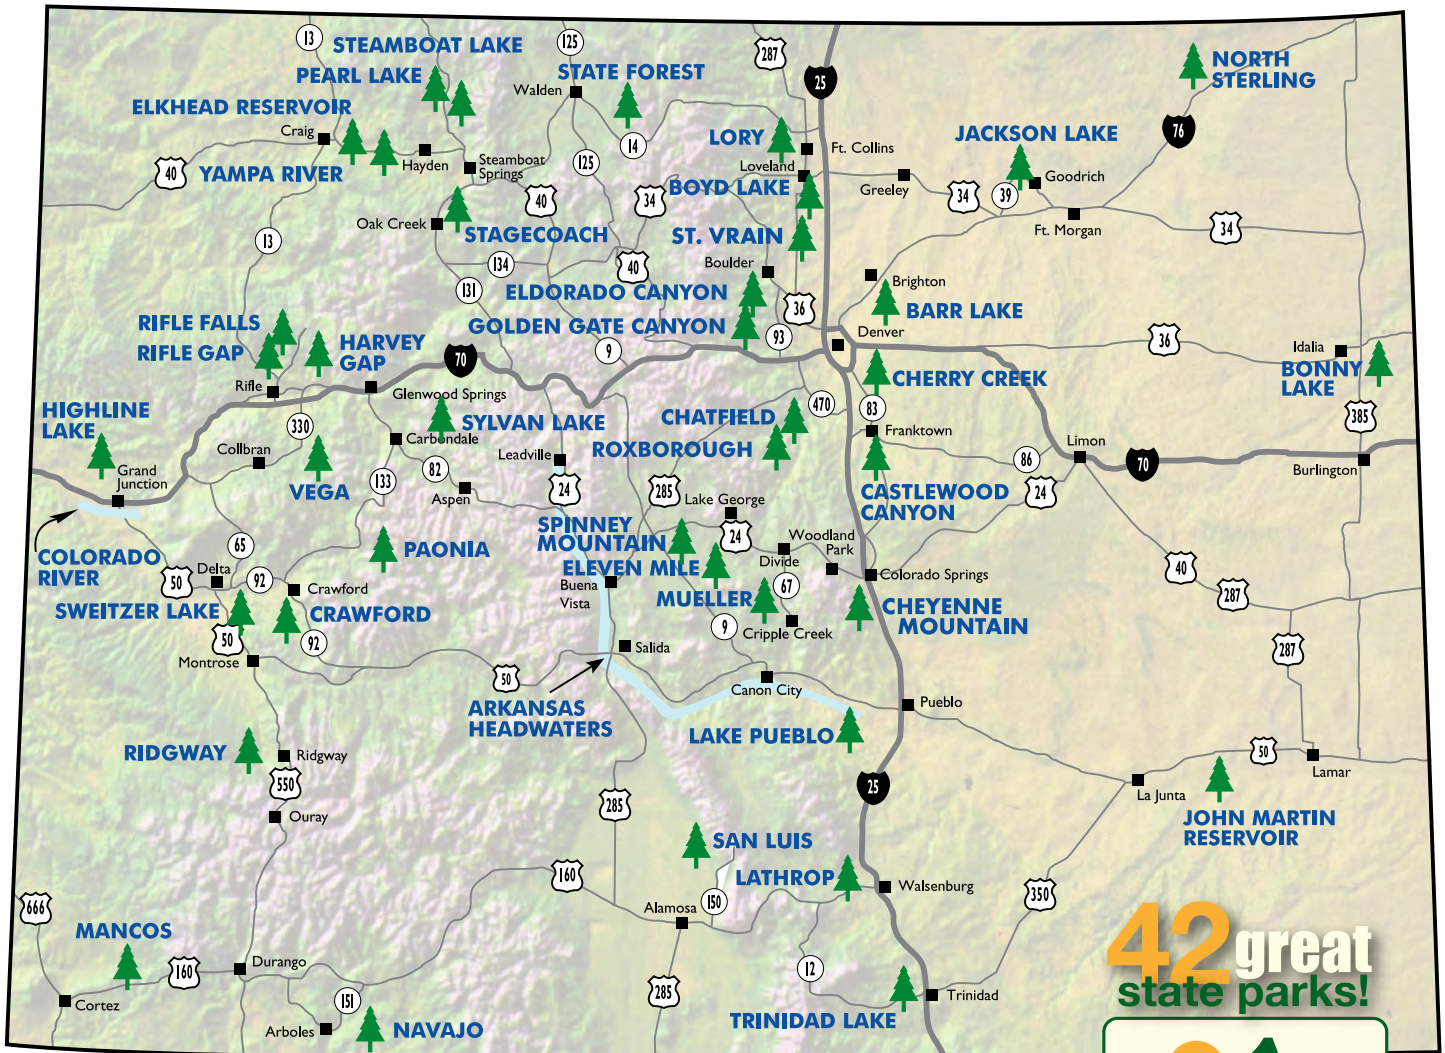 13
STEAMBOAT LAKE
125
287
25
NORTH
STERLING
PEARL LAKE
STATE FOREST
Walden
ELKHEAD RESERVOIR
Craig
14
LORY
Ft. Collins
JACKSON LAKE
76
40
YAMPA RIVER
Hayden
Steamboat
Springs
125
Loveland
BOYD LAKE
Greeley
34
39
Goodrich
40
34
Oak Creek
STAGECOACH
ST. VRAIN
Ft. Morgan
34
13
134
131
40
Boulder
ELDORADO CANYON
36
Brighton
BARR LAKE
RIFLE FALLS
RIFLE GAP
HARVEY
GAP
GOLDEN GATE CANYON
93
Denver
70
9
36
Idalia
BONNY
LAKE
Rifle
Glenwood Springs
CHERRY CREEK
HIGHLINE
LAKE
330
SYLVAN LAKE
CHATFIELD
470
83
385
Collbran
Carbondale
ROXBOROUGH
Franktown
Grand
Junction
VEGA
133
82
Aspen
Leadville
24
285
Lake George
86
Limon
24
70
Burlington
CASTLEWOOD
CANYON
COLORADO
RIVER
65
PAONIA
SPINNEY
MOUNTAIN
24
Woodland
Park
Divide
50
Delta
92
Crawford
ELEVEN MILE
Buena
Vista
67
Colorado Springs
40
287
SWEITZER LAKE
CRAWFORD
MUELLER
CHEYENNE
MOUNTAIN
50
92
9
Cripple Creek
Montrose
50
Salida
287
Canon City
ARKANSAS
HEADWATERS
Pueblo
LAKE PUEBLO
RIDGWAY
Ridgway
50
Lamar
550
25
La Junta
Ouray
285
JOHN MARTIN
RESERVOIR
SAN LUIS
160
LATHROP
Walsenburg
350
666
Alamosa
150
MANCOS
42 great
state parks!
160
Durango
12
Cortez
151
285
Trinidad
Arboles
NAVAJO
TRINIDAD LAKE